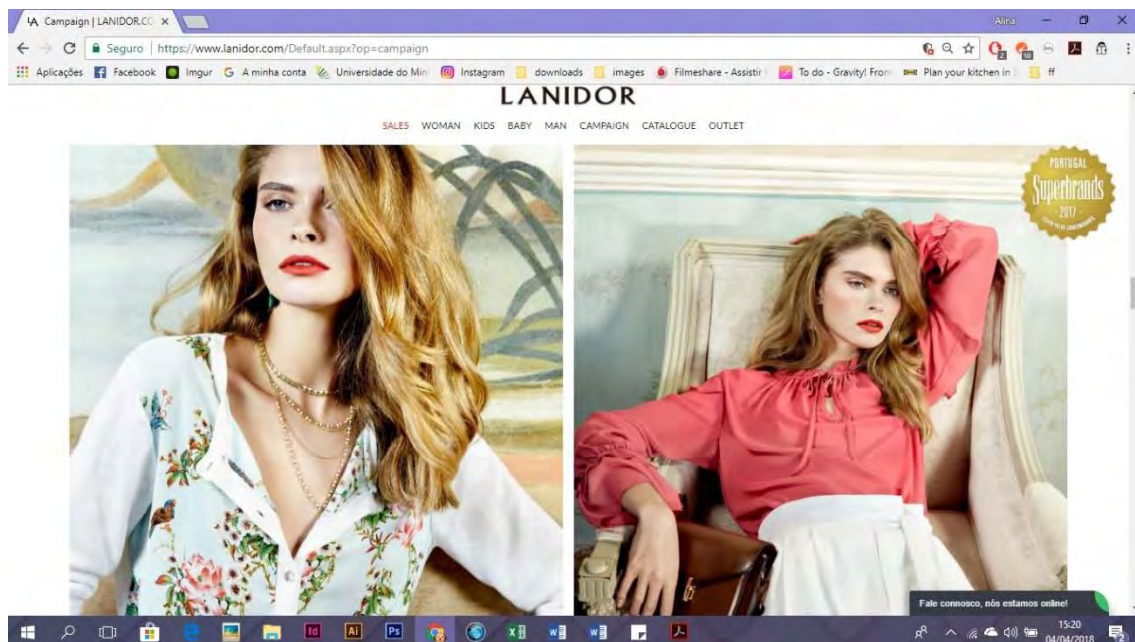 Campaign | LANIDOR.CO
Alina
Seguro | https://www.lanidor.com/Default.aspx?op=campaign
Aplicações Facebook Imgur A minha conta Universidade do Min Instagram downloads images Filmeshare - Assistir To do - Gravity! From Plan your kitchen in ff
LANIDOR
SALES WOMAN KIDS BABY MAN CAMPAIGN CATALOGUE OUTLET
PORTUGAL
Superbrands
2017
Fale connosco, nós estamos online!
15:20
04/04/2018